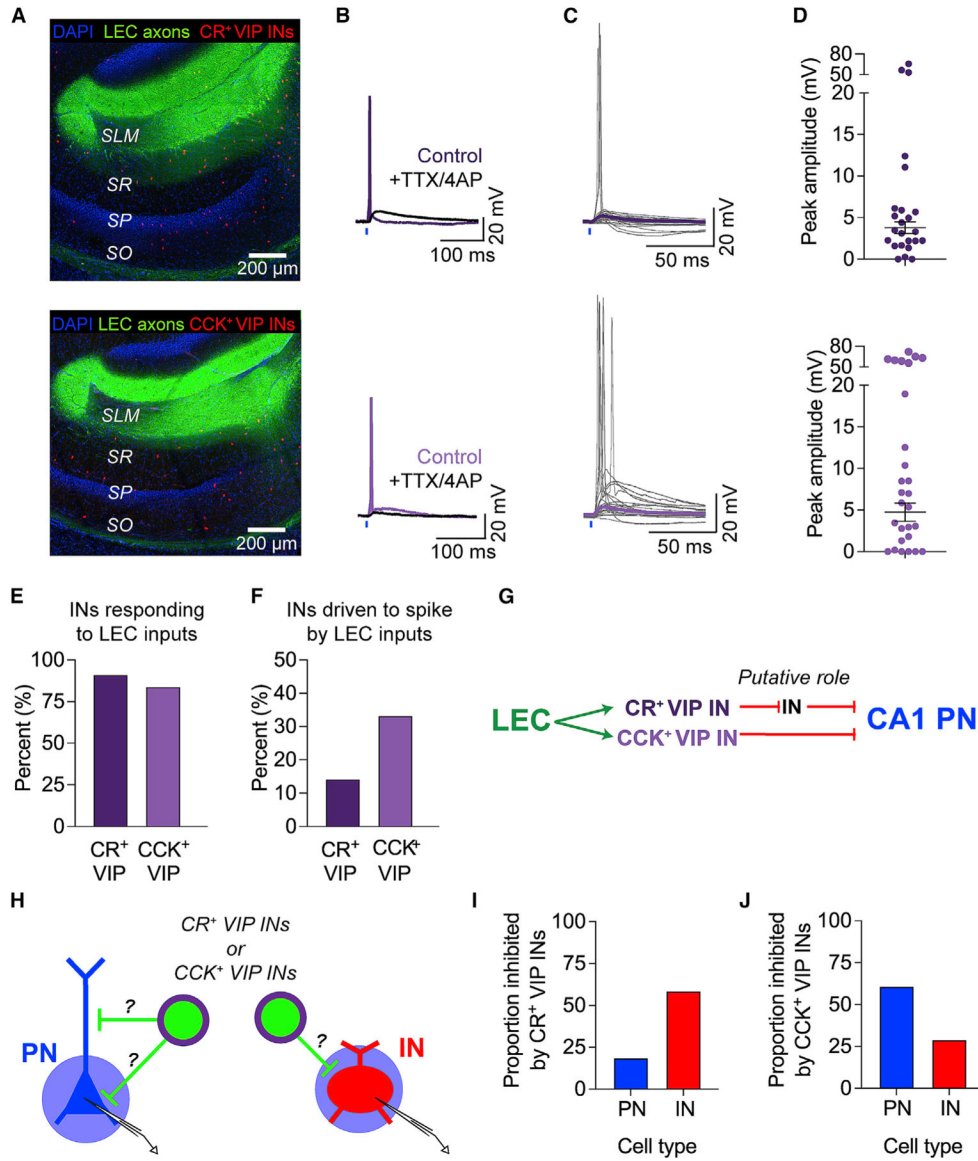 A
DAPI LEC axons CR+ VIP INs
SLM
SR
SP
SO
200 µm
DAPI LEC axons CCK+ VIP INs
SLM
SR
SP
SO
200 µm
B
Control
+TTX/4AP
20 mV
100 ms
Control
+TTX/4AP
20 mV
100 ms
C
20 mV
50 ms
20 mV
50 ms
D
Peak amplitude (mV)
80
50
20
15
10
5
0
Peak amplitude (mV)
80
50
20
15
10
5
0
E
INs responding
to LEC inputs
Percent (%)
100
75
50
25
0
CR+
VIP
CCK+
VIP
F
INs driven to spike
by LEC inputs
Percent (%)
50
40
30
20
10
0
CR+
VIP
CCK+
VIP
G
Putative role
LEC
CR+ VIP IN
IN
CCK+ VIP IN
CA1 PN
H
CR+ VIP INs
or
CCK+ VIP INs
?
?
?
PN
IN
I
Proportion inhibited
by CR+ VIP INs
100
75
50
25
0
PN IN
Cell type
J
Proportion inhibited
by CCK+ VIP INs
100
75
50
25
0
PN IN
Cell type